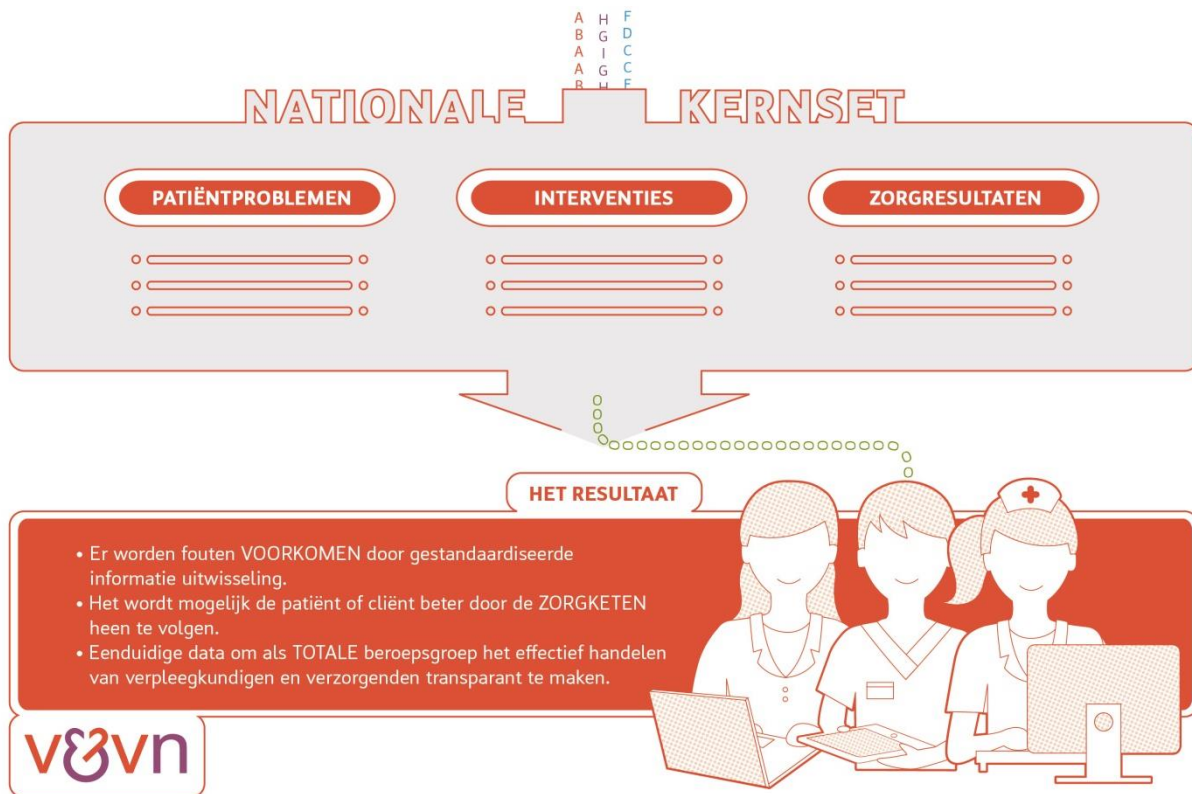 A H F
B G D
A I C
A G C
B H E
NATIONALE KERNSET
PATIËNTPROBLEMEN INTERVENTIES ZORGRESULTATEN
HET RESULTAAT
• Er worden fouten VOORKOMEN door gestandaardiseerde
informatie uitwisseling.
• Het wordt mogelijk de patiënt of cliënt beter door de ZORGKETEN
heen te volgen.
• Eenduidige data om als TOTALE beroepsgroep het effectief handelen
van verpleegkundigen en verzorgenden transparant te maken.
v&vn